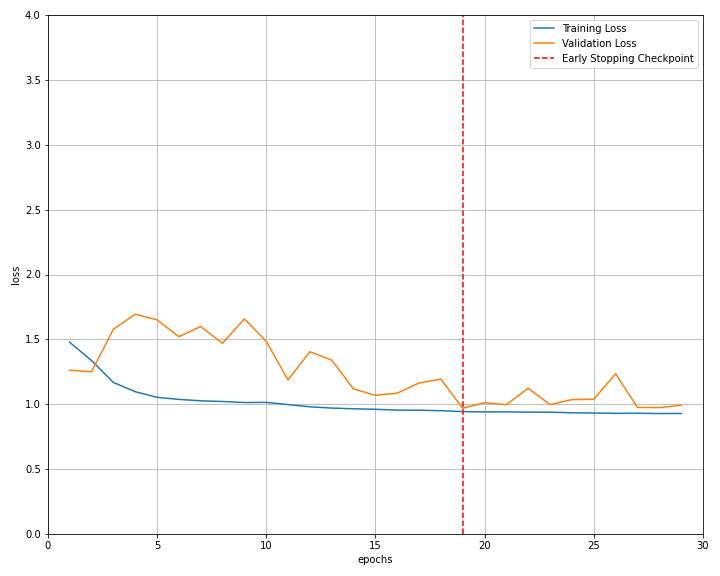 4.0
3.5
3.0
2.5
2.0
1.5
1.0
0.5
0.0
loss
0 5 10 15 20 25 30
epochs
Training Loss
Validation Loss
Early Stopping Checkpoint